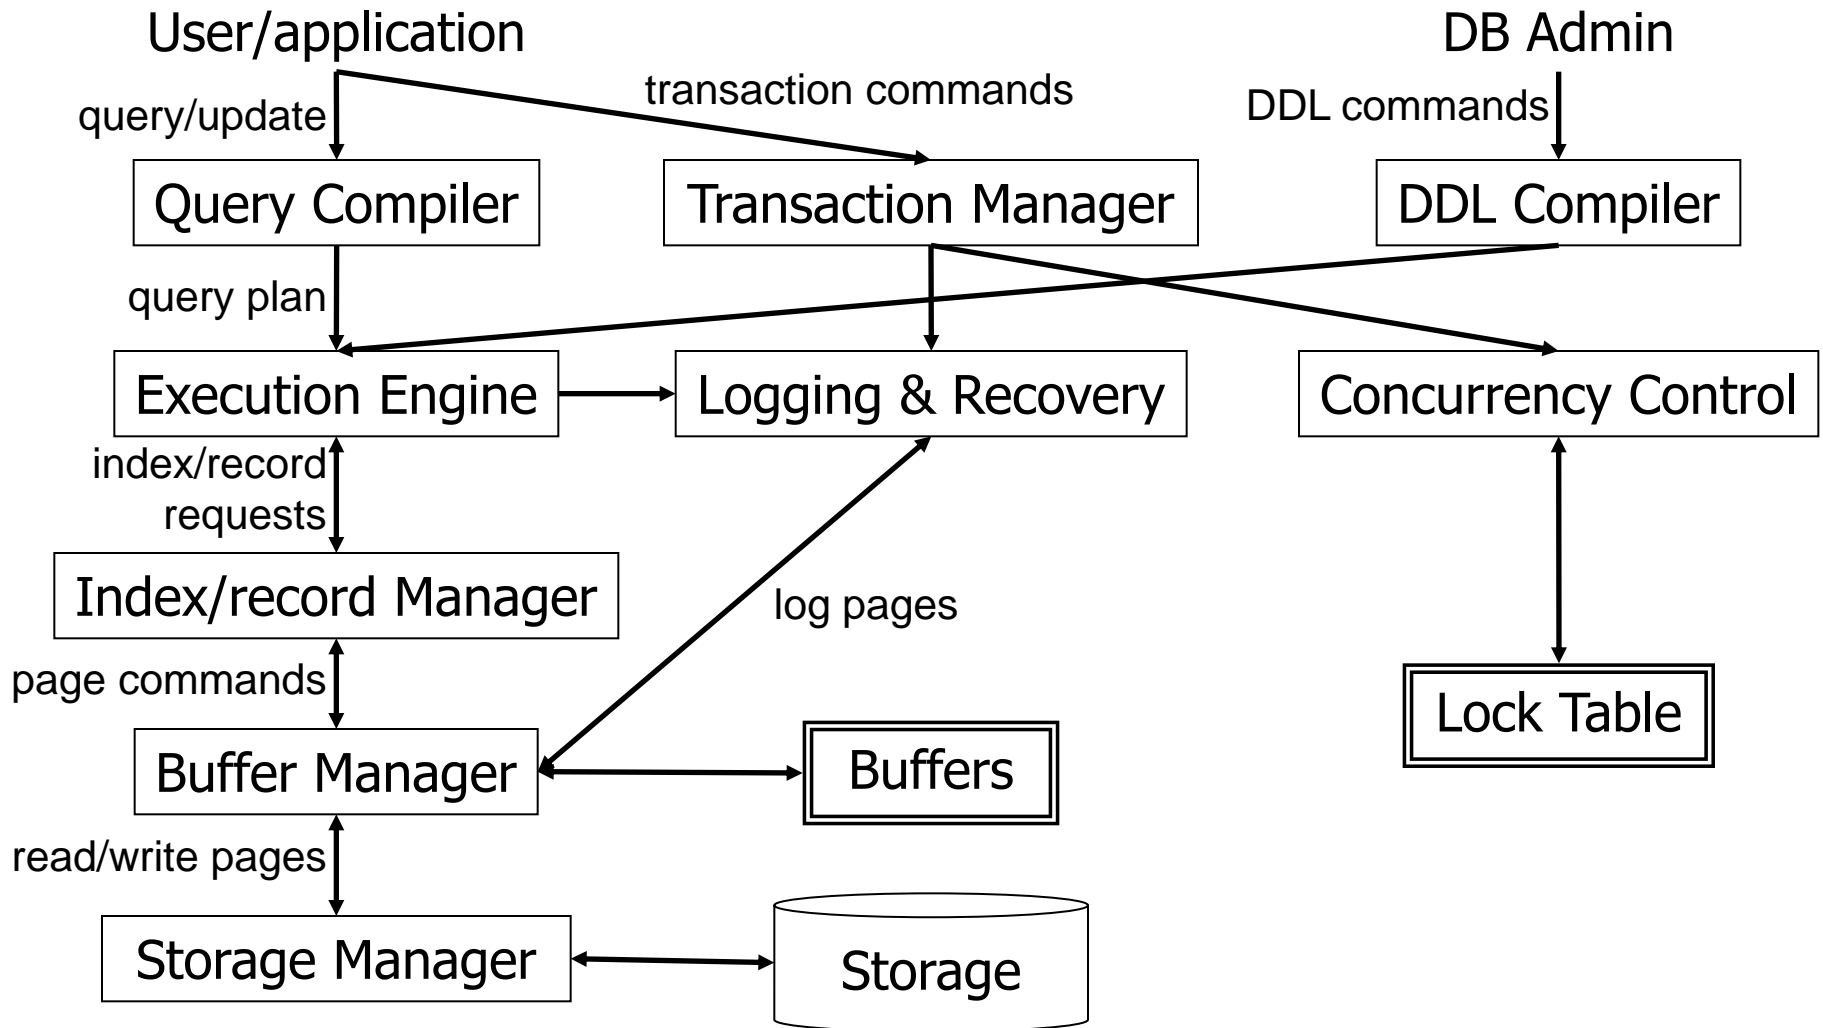 User/application
DB Admin
transaction commands
query/update
DDL commands
Query Compiler
Transaction Manager
DDL Compiler
query plan
Execution Engine
Logging & Recovery
Concurrency Control
index/record
requests
Index/record Manager
log pages
page commands
Lock Table
Buffer Manager
Buffers
read/write pages
Storage Manager
Storage